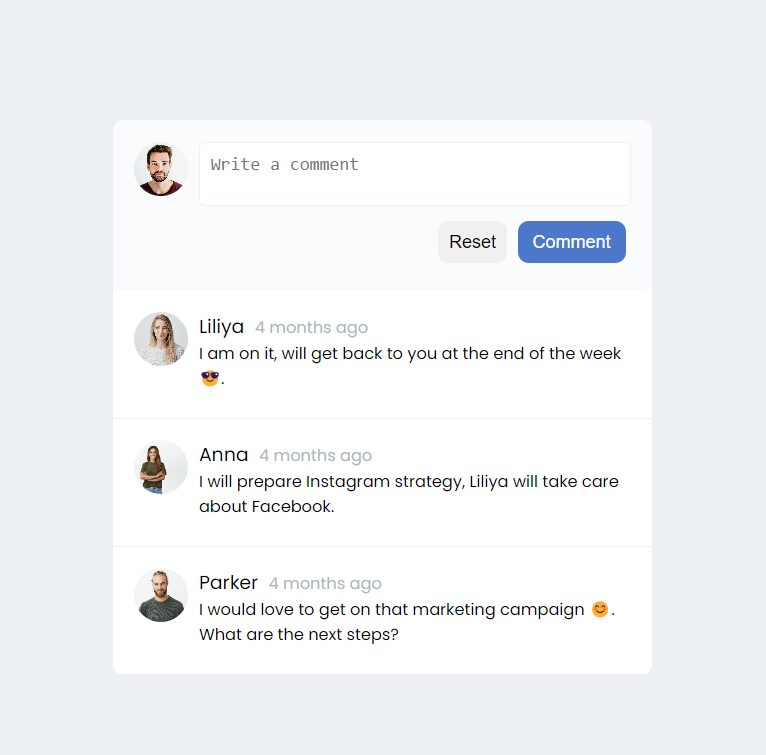 Write a comment
Reset Comment
Liliya 4 months ago
I am on it, will get back to you at the end of the week
😎.
Anna 4 months ago
I will prepare Instagram strategy, Liliya will take care
about Facebook.
Parker 4 months ago
I would love to get on that marketing campaign 😊.
What are the next steps?